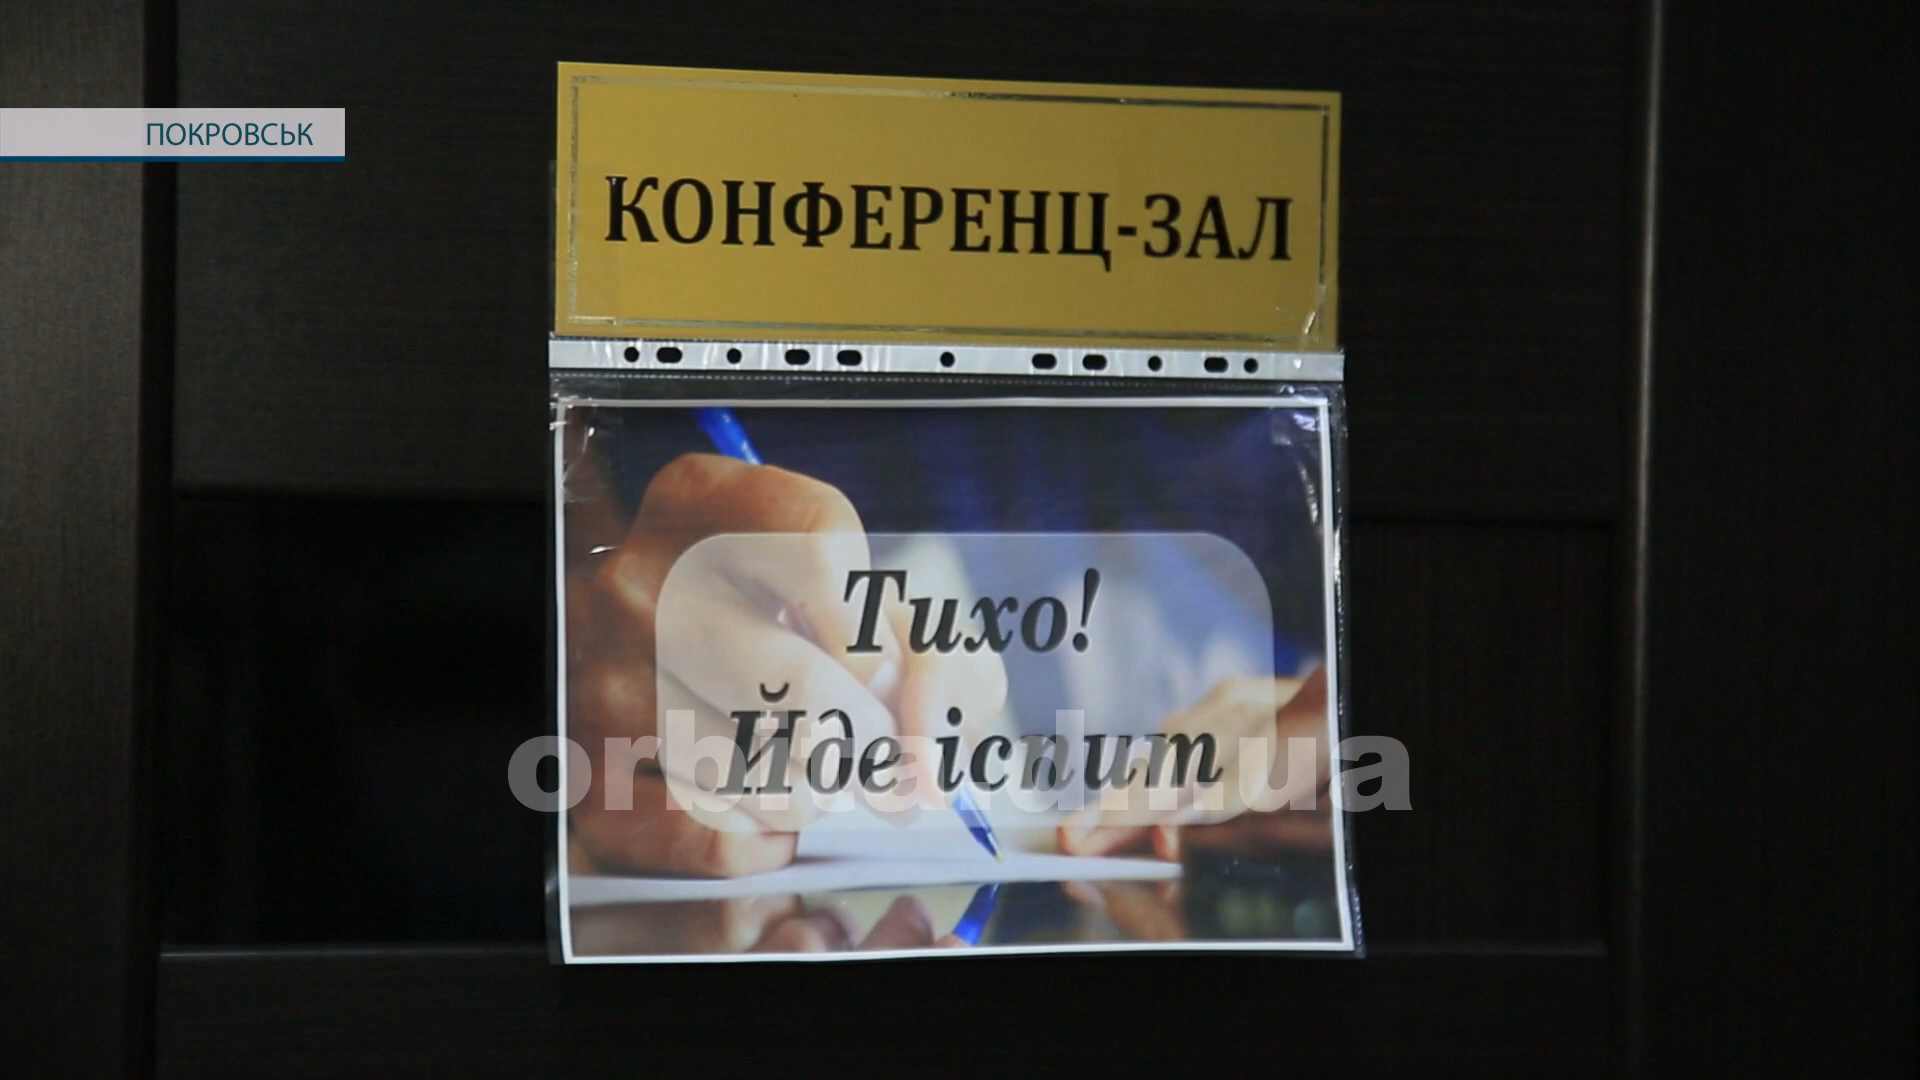 ПОКРОВСЬК
КОНФЕРЕНЦ-ЗАЛ
Тихо!
Йде іспит
orbita.dn.ua